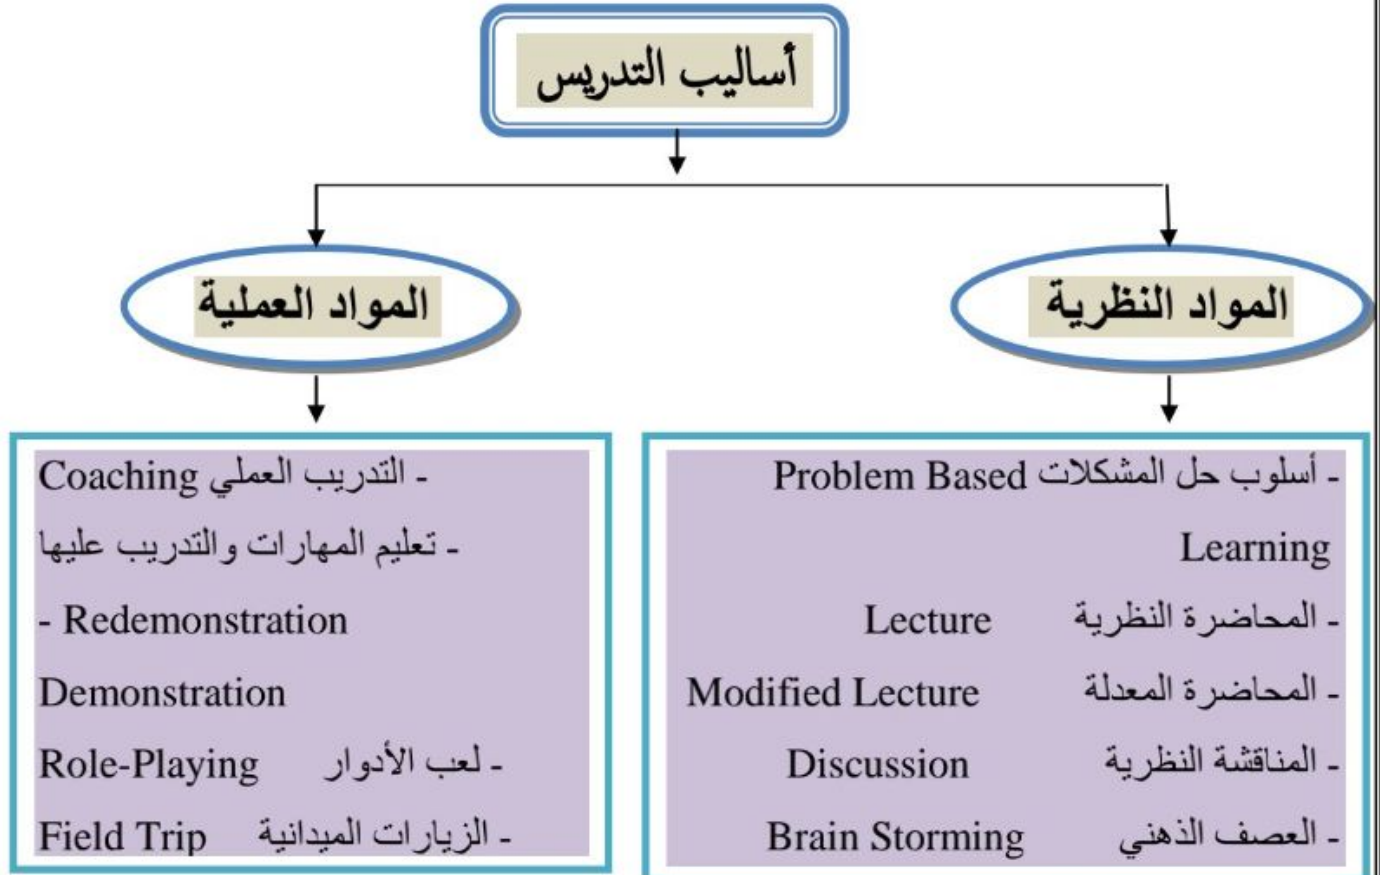 أساليب التدريس
المواد النظرية
المواد العملية
- أسلوب حل المشكلات Problem Based
Learning
- المحاضرة النظرية Lecture
- المحاضرة المعدلة Modified Lecture
- المناقشة النظرية Discussion
- العصف الذهني Brain Storming
- التدريب العملي Coaching
- تعليم المهارات والتدريب عليها
- Redemonstration
Demonstration
- لعب الأدوار Role-Playing
- الزيارات الميدانية Field Trip